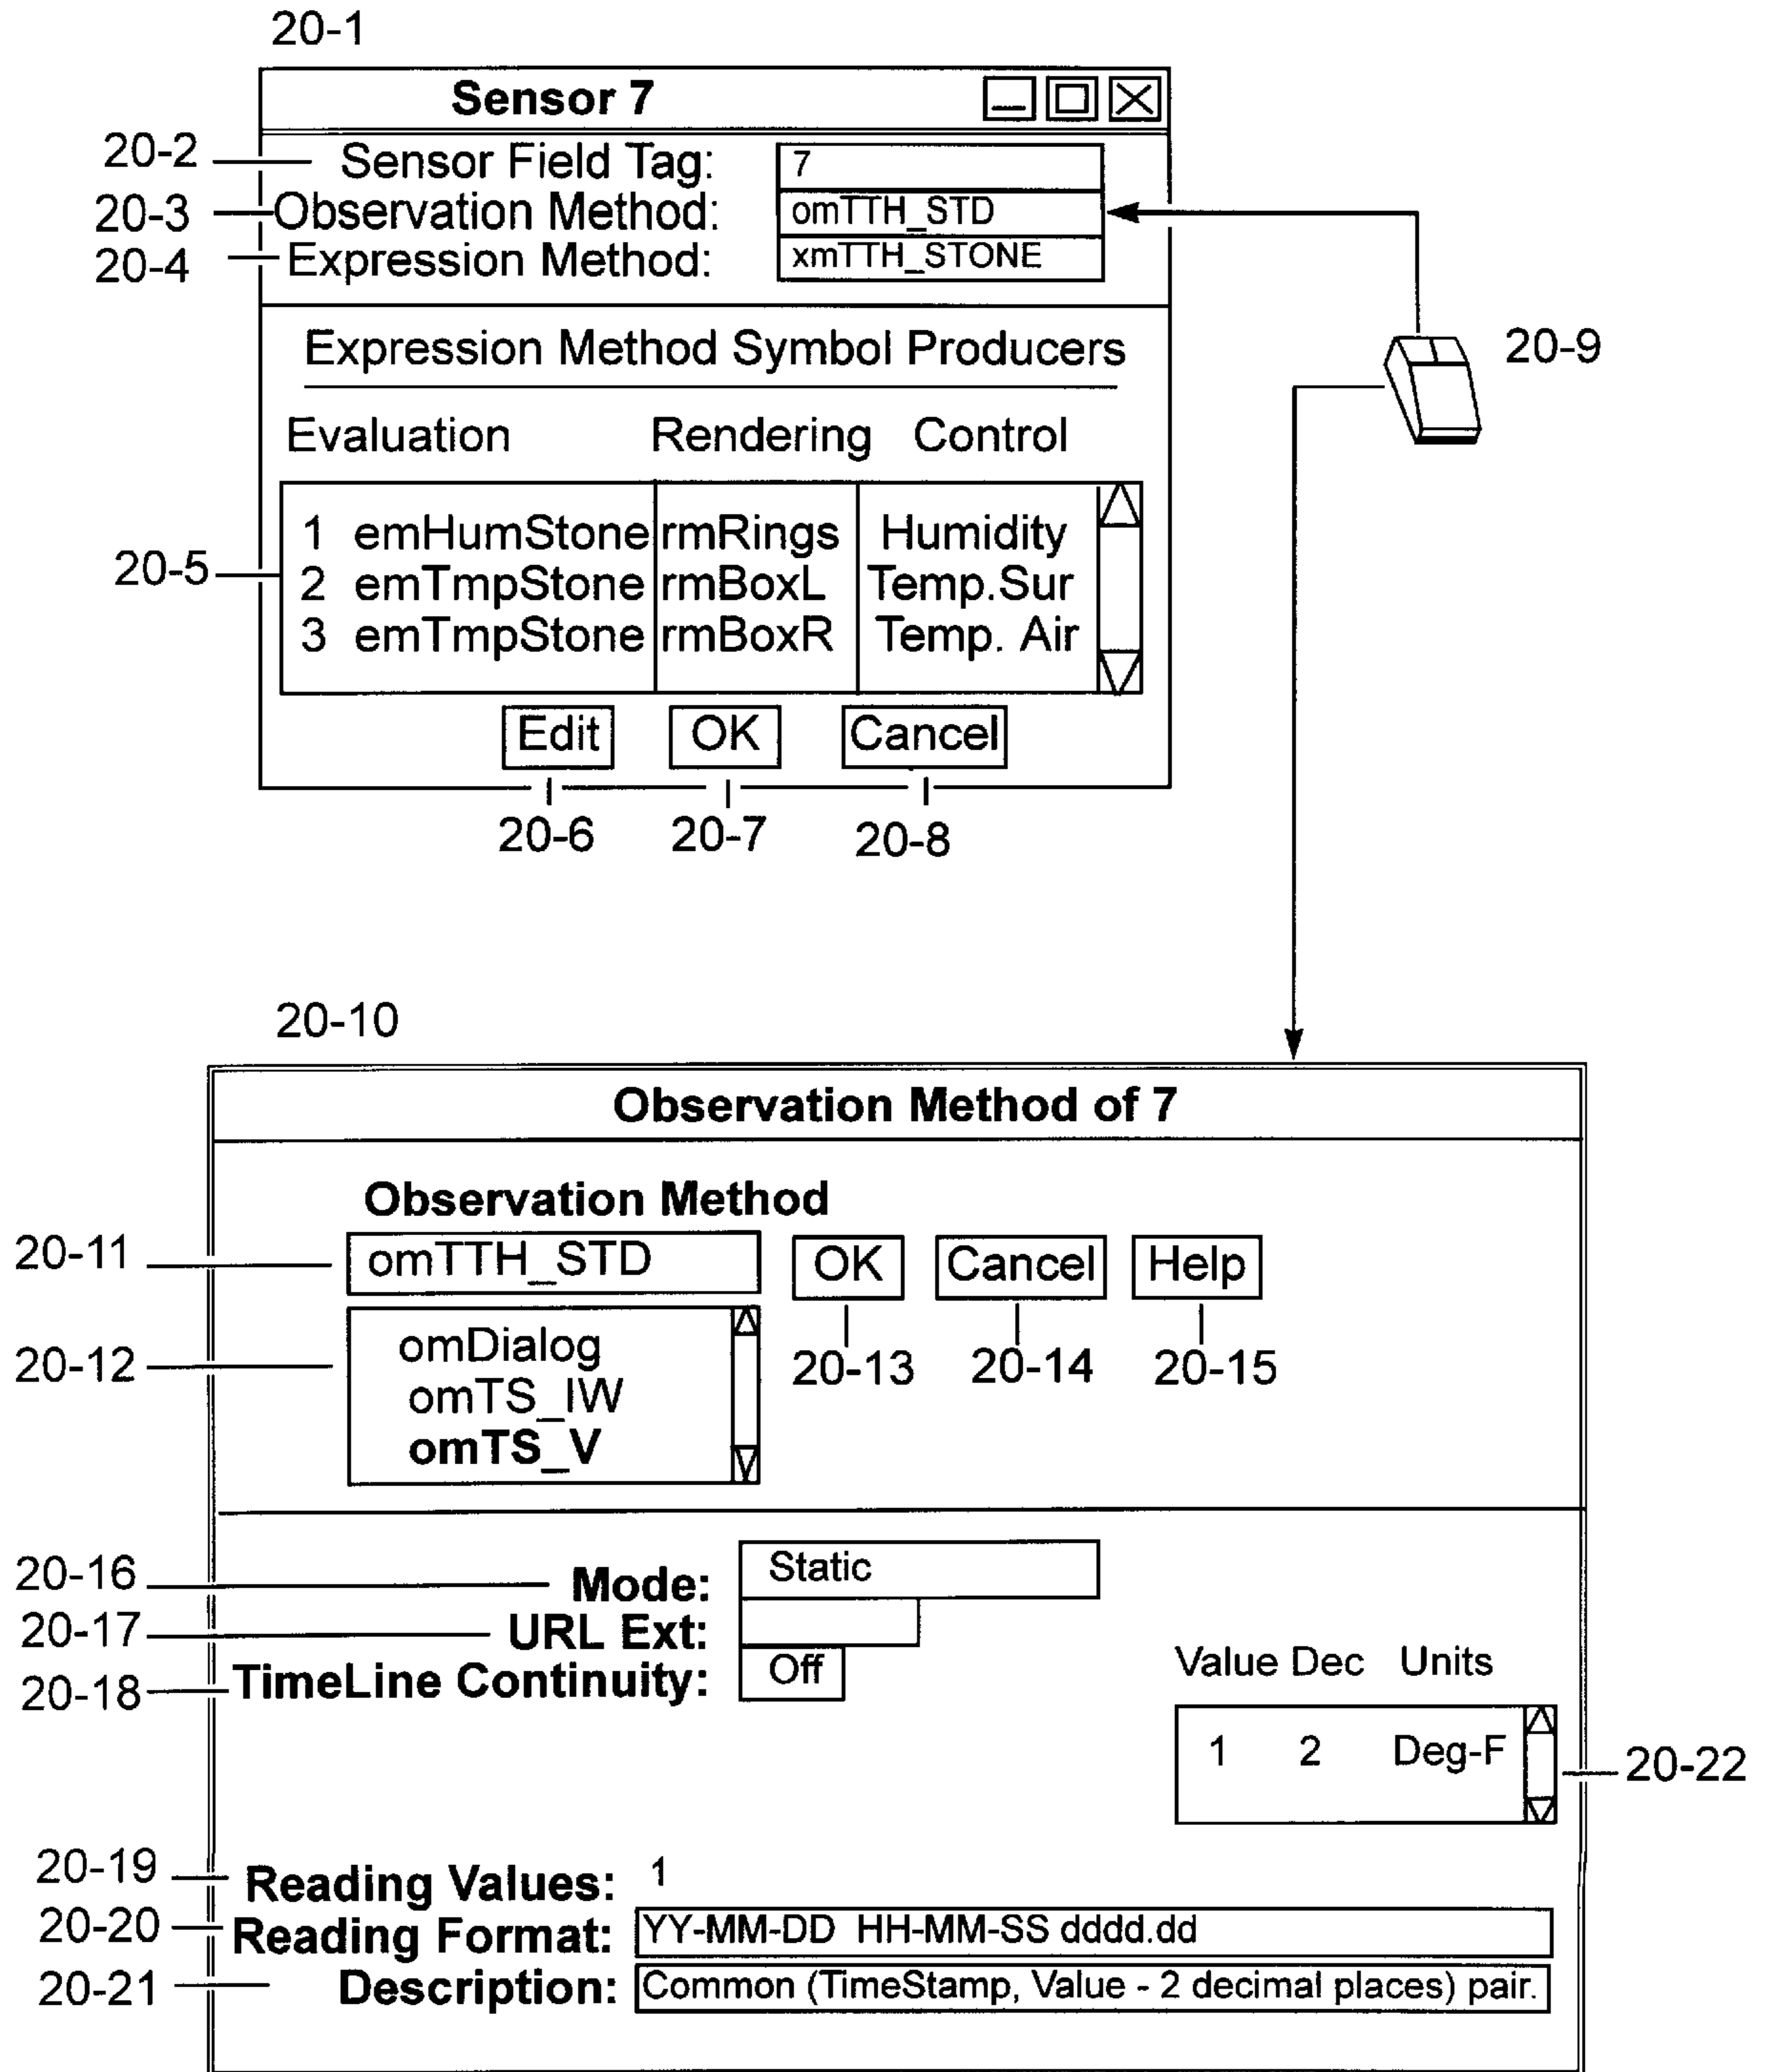 20-1
Sensor 7
20-2 Sensor Field Tag: 7
20-3 Observation Method: omTTH_STD
20-4 Expression Method: xmTTH_STONE
20-9
Expression Method Symbol Producers
Evaluation Rendering Control
1 emHumStone rmRings Humidity
20-5 2 emTmpStone rmBoxL Temp.Sur
3 emTmpStone rmBoxR Temp. Air
Edit OK Cancel
20-6 20-7 20-8
20-10
Observation Method of 7
Observation Method
20-11 omTTH_STD OK Cancel Help
20-12 omDialog 20-13 20-14 20-15
omTS_IW
omTS_V
20-16 Mode: Static
20-17 URL Ext:
20-18 TimeLine Continuity: Off
Value Dec Units
1 2 Deg-F 20-22
20-19 Reading Values: 1
20-20 Reading Format: YY-MM-DD HH-MM-SS dddd.dd
20-21 Description: Common (TimeStamp, Value - 2 decimal places) pair.